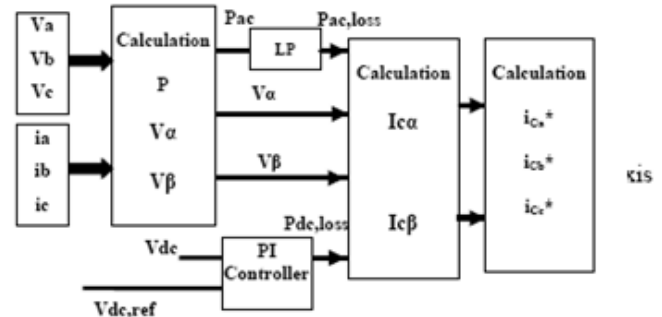 Va
Vb
Vc
ia
ib
ic
Calculation
P
Vα
Vβ
Pac
LP
Pac,loss
Vα
Vβ
Pdc,loss
Vdc
Vdc,ref
PI
Controller
Calculation
Icα
Icβ
Calculation
iCa*
iCb*
iCc*
xis